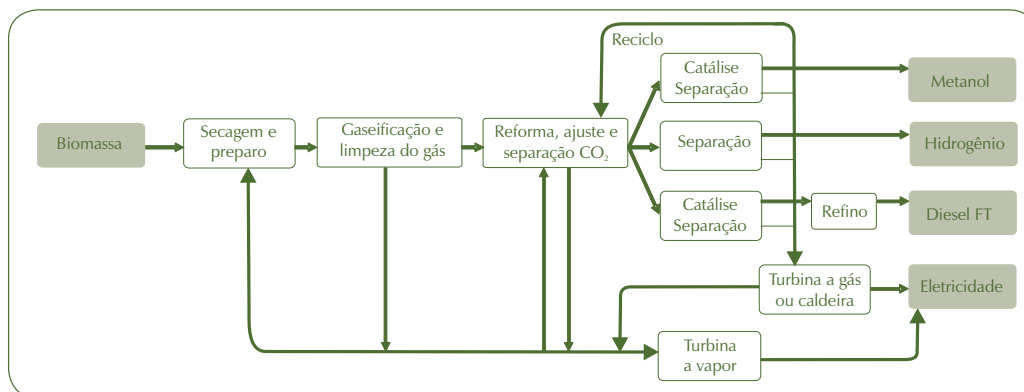 Reciclo
Catálise
Separação
Metanol
Biomassa
Secagem e
preparo
Gaseificação e
limpeza do gás
Reforma, ajuste e
separação CO₂
Separação
Hidrogênio
Catálise
Separação
Refino
Diesel FT
Turbina a gás
ou caldeira
Eletricidade
Turbina
a vapor